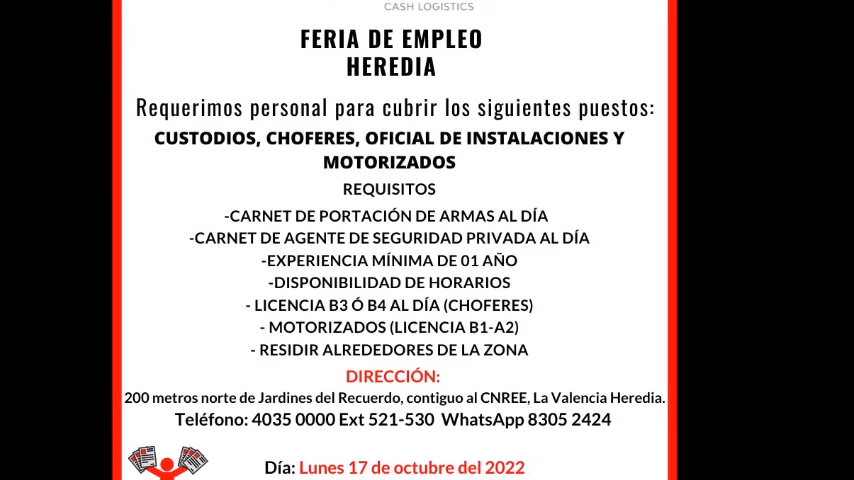 CASH LOGISTICS
FERIA DE EMPLEO
HEREDIA
Requerimos personal para cubrir los siguientes puestos:
CUSTODIOS, CHOFERES, OFICIAL DE INSTALACIONES Y
MOTORIZADOS
REQUISITOS
-CARNET DE PORTACIÓN DE ARMAS AL DÍA
-CARNET DE AGENTE DE SEGURIDAD PRIVADA AL DÍA
-EXPERIENCIA MÍNIMA DE 01 AÑO
-DISPONIBILIDAD DE HORARIOS
- LICENCIA B3 Ó B4 AL DÍA (CHOFERES)
- MOTORIZADOS (LICENCIA B1-A2)
- RESIDIR ALREDEDORES DE LA ZONA
DIRECCIÓN:
200 metros norte de Jardines del Recuerdo, contiguo al CNREE, La Valencia Heredia.
Teléfono: 4035 0000 Ext 521-530 WhatsApp 8305 2424
Día: Lunes 17 de octubre del 2022